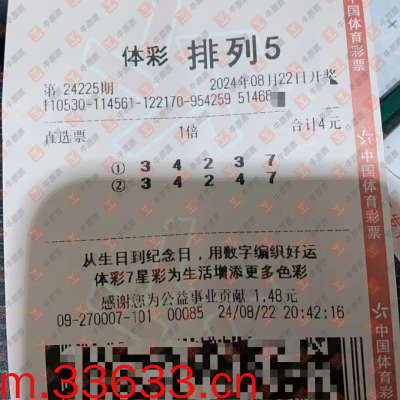 体彩 排列5
第 24225期 2024年08月22日开奖
110530-114561-122170-954259 51468
直选票 1倍 合计4元
① 3 4 2 3 7
② 3 4 2 4 7
从生日到纪念日,用数字编织好运
体彩7星彩为生活增添更多色彩
感谢您为公益事业贡献 1.48元
09-270007-101 00085 24/08/22 20:42:16
m.33633.cn
中国体育彩票
中国体育彩票
中国体育彩票